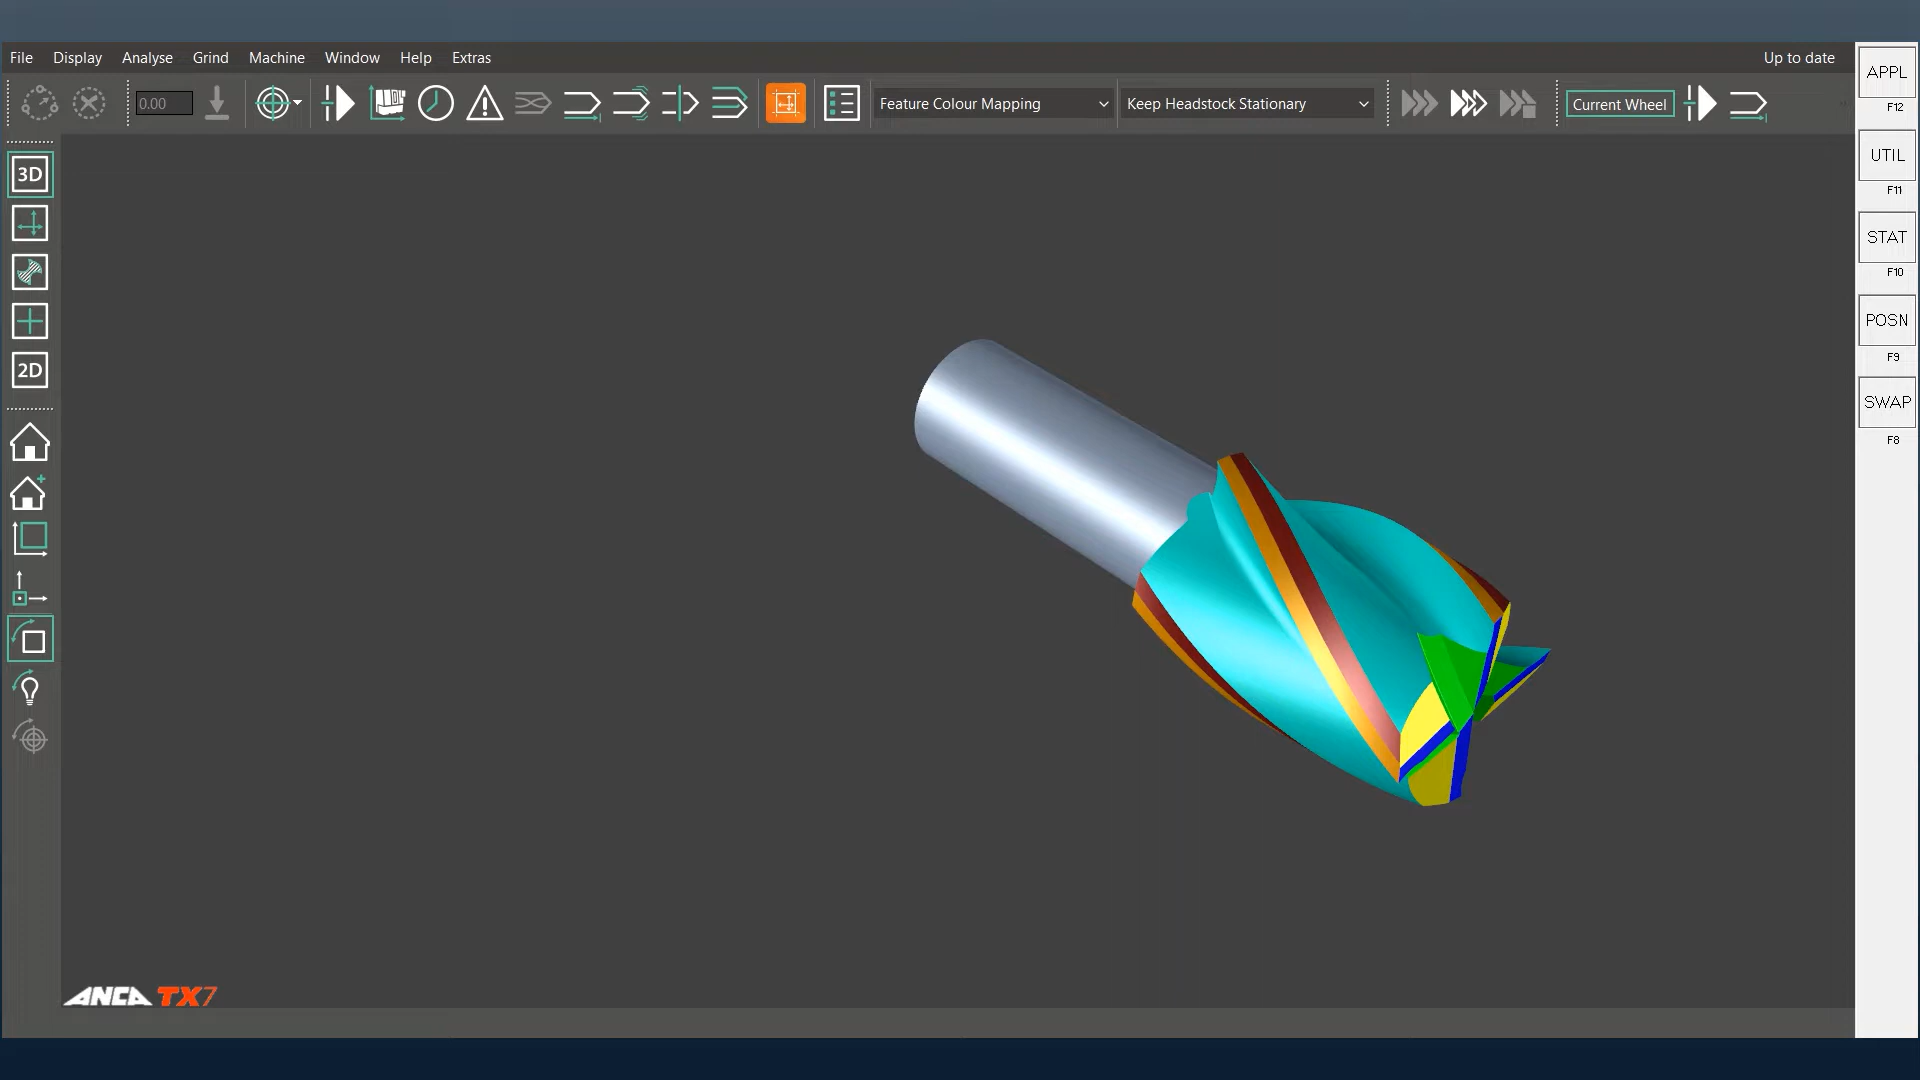 File Display Analyse Grind Machine Window Help Extras Up to date
0.00 Feature Colour Mapping Keep Headstock Stationary Current Wheel
3D
2D
APPL
F12
UTIL
F11
STAT
F10
POSN
F9
SWAP
F8
ANCA TX7